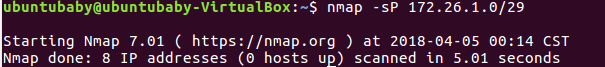 ubuntubaby@ubuntubaby-VirtualBox:~$ nmap -sP 172.26.1.0/29
Starting Nmap 7.01 ( https://nmap.org ) at 2018-04-05 00:14 CST
Nmap done: 8 IP addresses (0 hosts up) scanned in 5.01 seconds